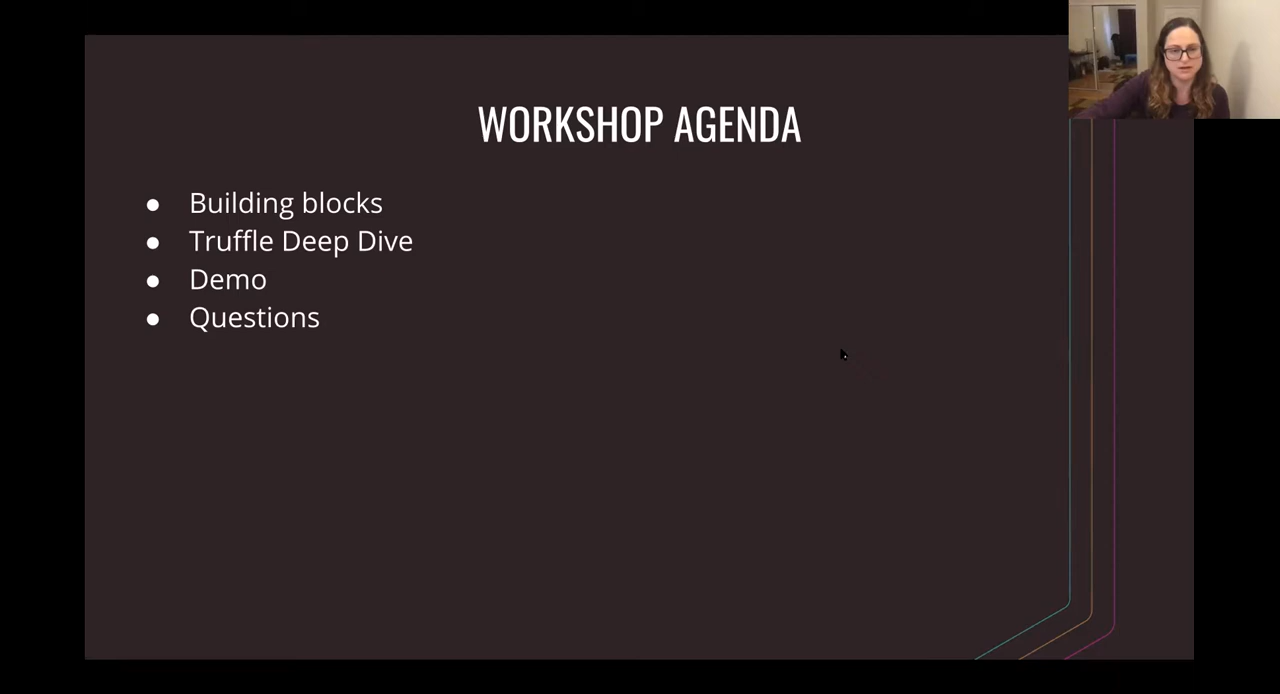 WORKSHOP AGENDA
● Building blocks
● Truffle Deep Dive
● Demo
● Questions